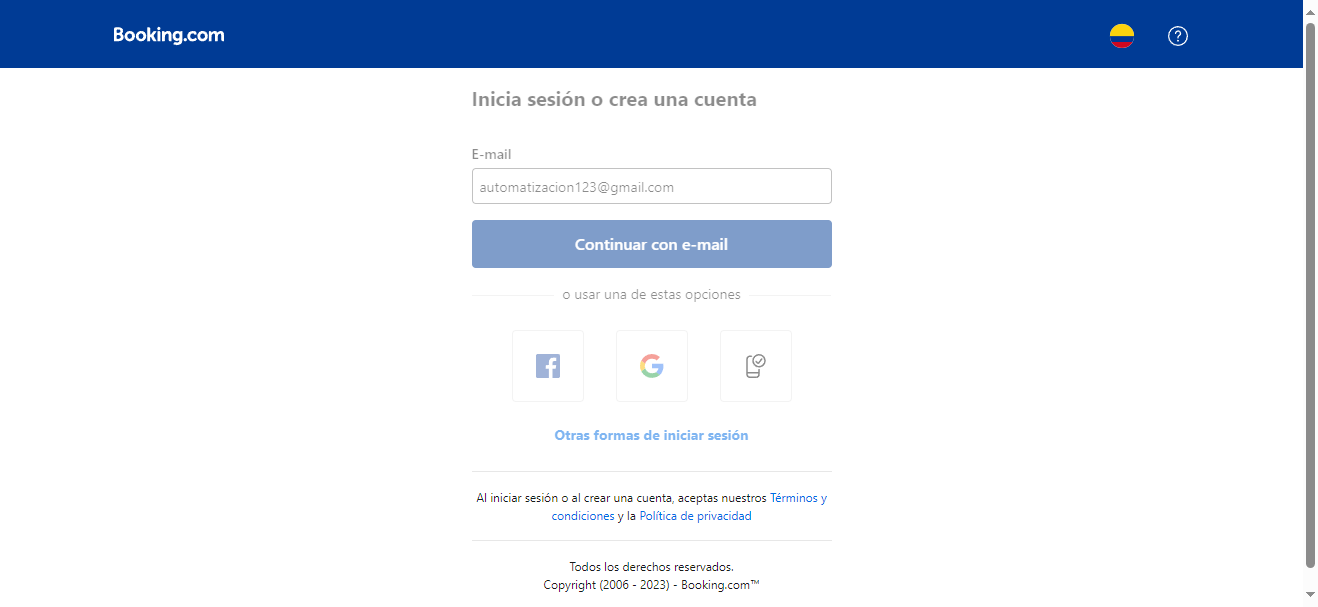 Booking.com
Inicia sesión o crea una cuenta
E-mail
automatizacion123@gmail.com
Continuar con e-mail
o usar una de estas opciones
Otras formas de iniciar sesión
Al iniciar sesión o al crear una cuenta, aceptas nuestros Términos y
condiciones y la Política de privacidad
Todos los derechos reservados.
Copyright (2006 - 2023) - Booking.com™